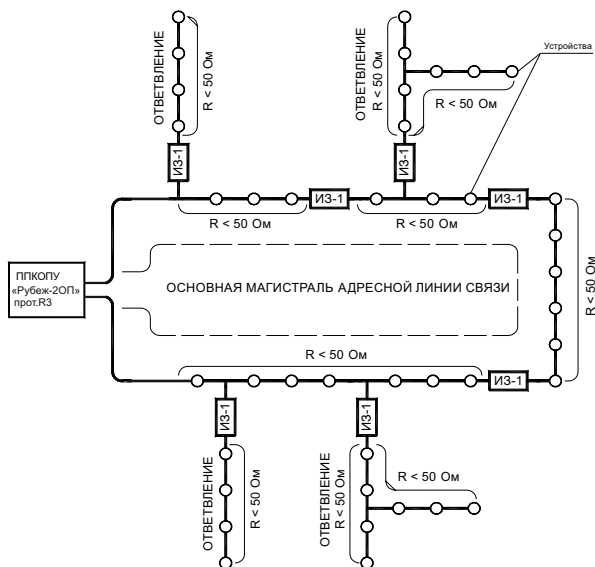 Устройства
ОТВЕТВЛЕНИЕ
R < 50 Ом
ОТВЕТВЛЕНИЕ
R < 50 Ом
R < 50 Ом
ИЗ-1
ИЗ-1
ИЗ-1
ИЗ-1
R < 50 Ом
R < 50 Ом
R < 50 Ом
ППКОПУ
«Рубеж-2ОП»
прот.R3
ОСНОВНАЯ МАГИСТРАЛЬ АДРЕСНОЙ ЛИНИИ СВЯЗИ
R < 50 Ом
ИЗ-1
ИЗ-1
ИЗ-1
ОТВЕТВЛЕНИЕ
R < 50 Ом
ОТВЕТВЛЕНИЕ
R < 50 Ом
R < 50 Ом